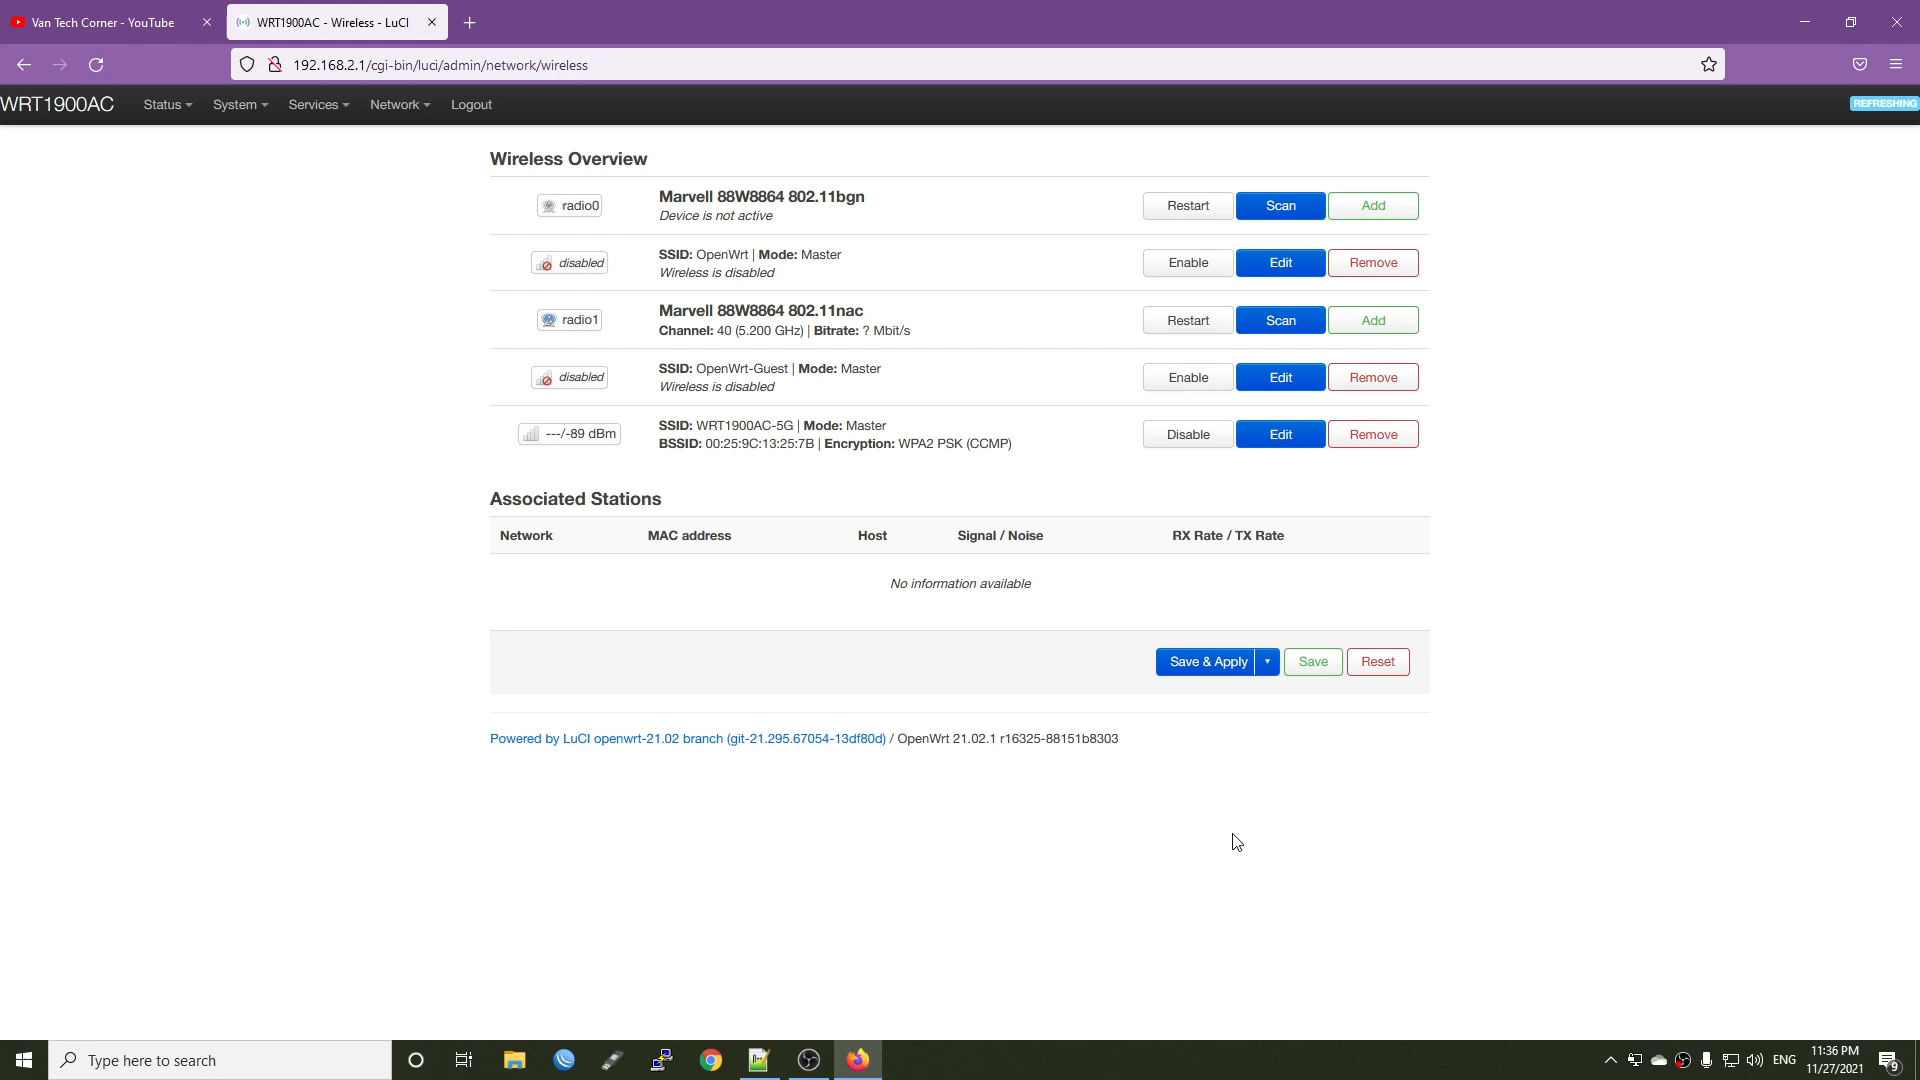 Van Tech Corner - YouTube
WRT1900AC - Wireless - LuCI
192.168.2.1/cgi-bin/luci/admin/network/wireless
WRT1900AC Status System Services Network Logout REFRESHING
Wireless Overview
radio0
Marvell 88W8864 802.11bgn
Device is not active
Restart Scan Add
disabled
SSID: OpenWrt | Mode: Master
Wireless is disabled
Enable Edit Remove
radio1
Marvell 88W8864 802.11nac
Channel: 40 (5.200 GHz) | Bitrate: ? Mbit/s
Restart Scan Add
disabled
SSID: OpenWrt-Guest | Mode: Master
Wireless is disabled
Enable Edit Remove
---/-89 dBm
SSID: WRT1900AC-5G | Mode: Master
BSSID: 00:25:9C:13:25:7B | Encryption: WPA2 PSK (CCMP)
Disable Edit Remove
Associated Stations
Network MAC address Host Signal / Noise RX Rate / TX Rate
No information available
Save & Apply Save Reset
Powered by LuCI openwrt-21.02 branch (git-21.295.67054-13df80d) / OpenWrt 21.02.1 r16325-88151b8303
Type here to search
ENG
11:36 PM
11/27/2021
9